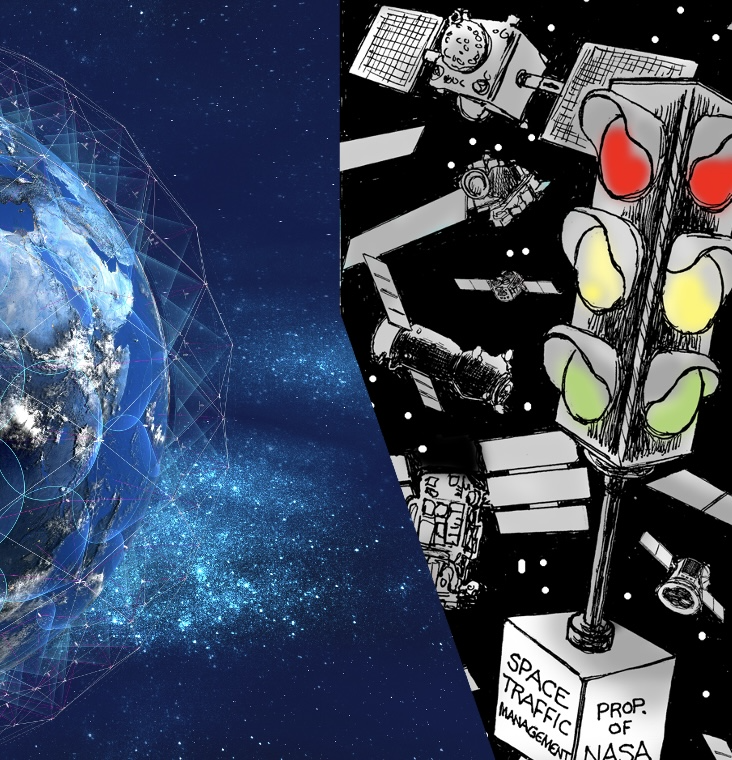 SPACE
TRAFFIC
MANAGEMENT
PROP.
OF
NASA